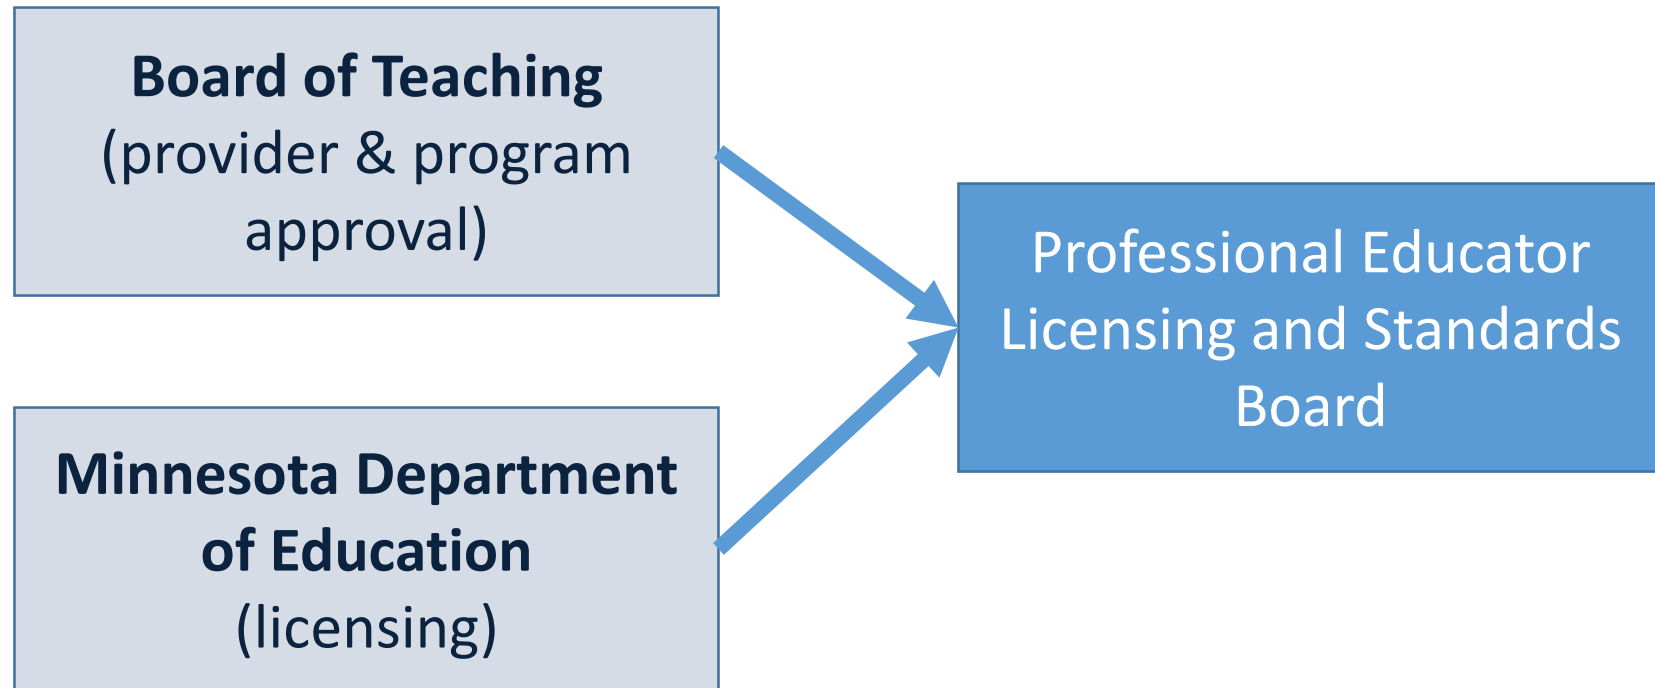 Board of Teaching
(provider & program
approval)
Professional Educator
Licensing and Standards
Board
Minnesota Department
of Education
(licensing)